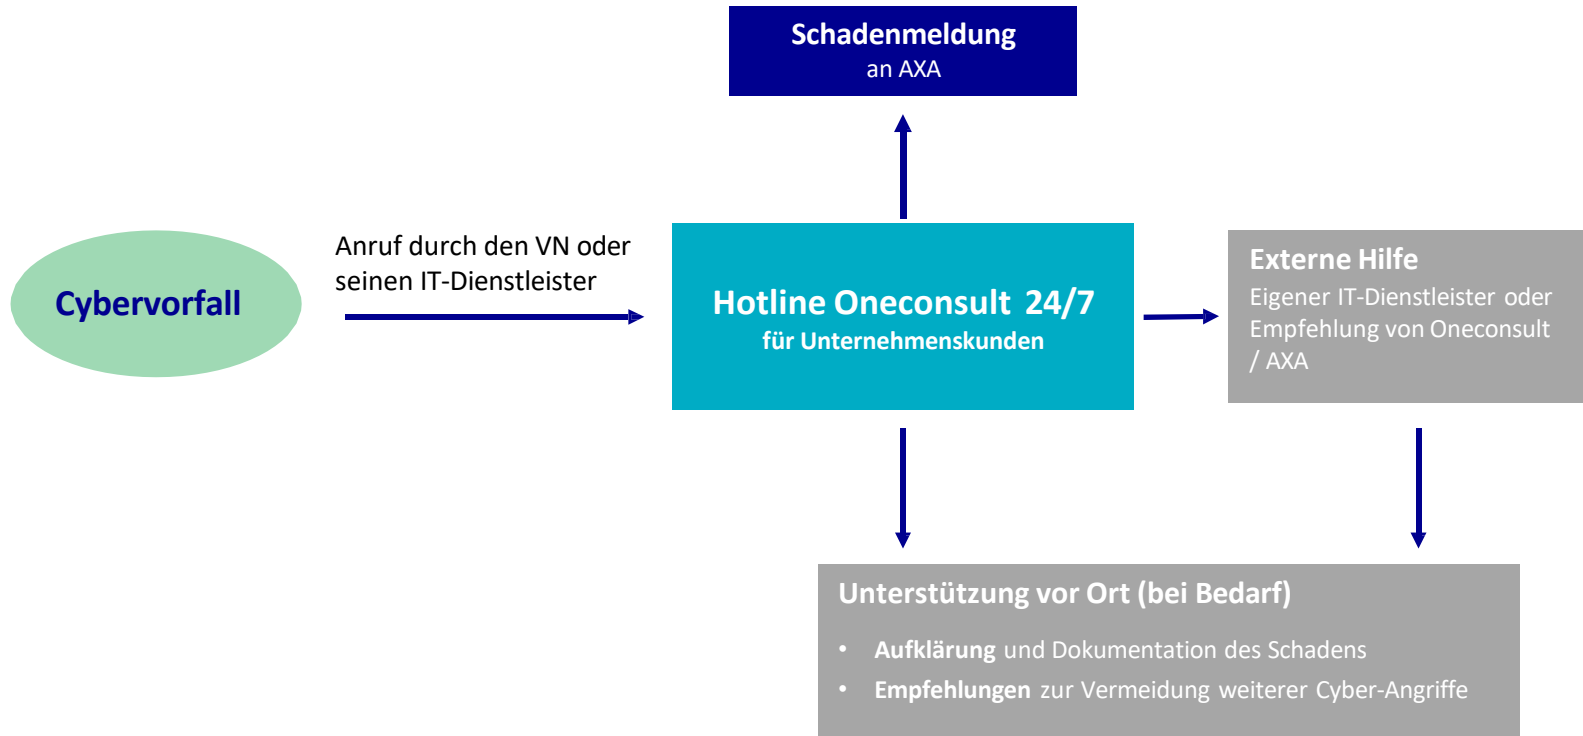 Schadenmeldung
an AXA
Cybervorfall
Anruf durch den VN oder
seinen IT-Dienstleister
Hotline Oneconsult 24/7
für Unternehmenskunden
Externe Hilfe
Eigener IT-Dienstleister oder
Empfehlung von Oneconsult
/ AXA
Unterstützung vor Ort (bei Bedarf)
• Aufklärung und Dokumentation des Schadens
• Empfehlungen zur Vermeidung weiterer Cyber-Angriffe